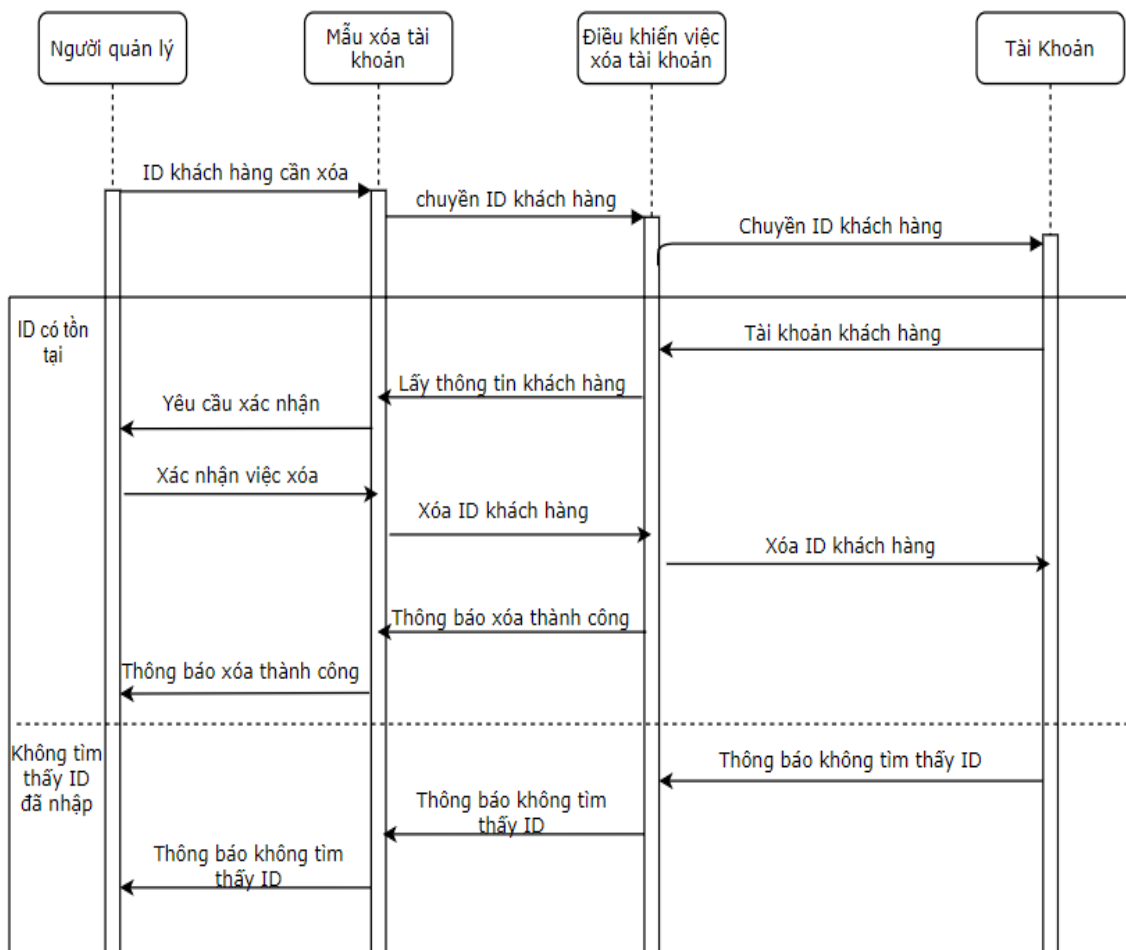 Người quản lý
Mẫu xóa tài
khoản
Điều khiển việc
xóa tài khoản
Tài Khoản
ID khách hàng cần xóa
chuyền ID khách hàng
Chuyền ID khách hàng
ID có tồn
tại
Tài khoản khách hàng
Lấy thông tin khách hàng
Yêu cầu xác nhận
Xác nhận việc xóa
Xóa ID khách hàng
Xóa ID khách hàng
Thông báo xóa thành công
Thông báo xóa thành công
Không tìm
thấy ID
đã nhập
Thông báo không tìm thấy ID
Thông báo không tìm
thấy ID
Thông báo không tìm
thấy ID